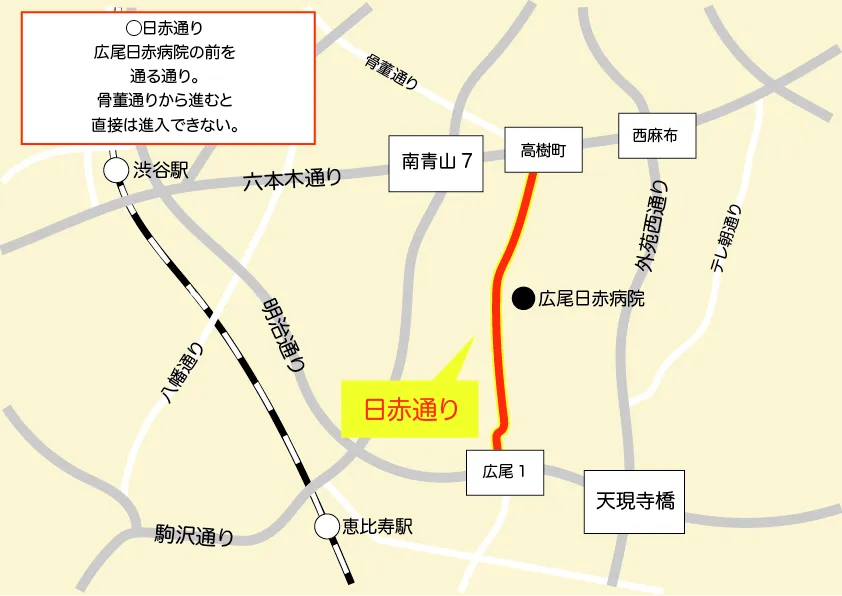 ○日赤通り
広尾日赤病院の前を
通る通り。
骨董通りから進むと
直接は進入できない。
骨董通り
西麻布
高樹町
南青山7
渋谷駅
六本木通り
外苑西通り
テレ朝通り
広尾日赤病院
明治通り
八幡通り
日赤通り
広尾1
天現寺橋
恵比寿駅
駒沢通り